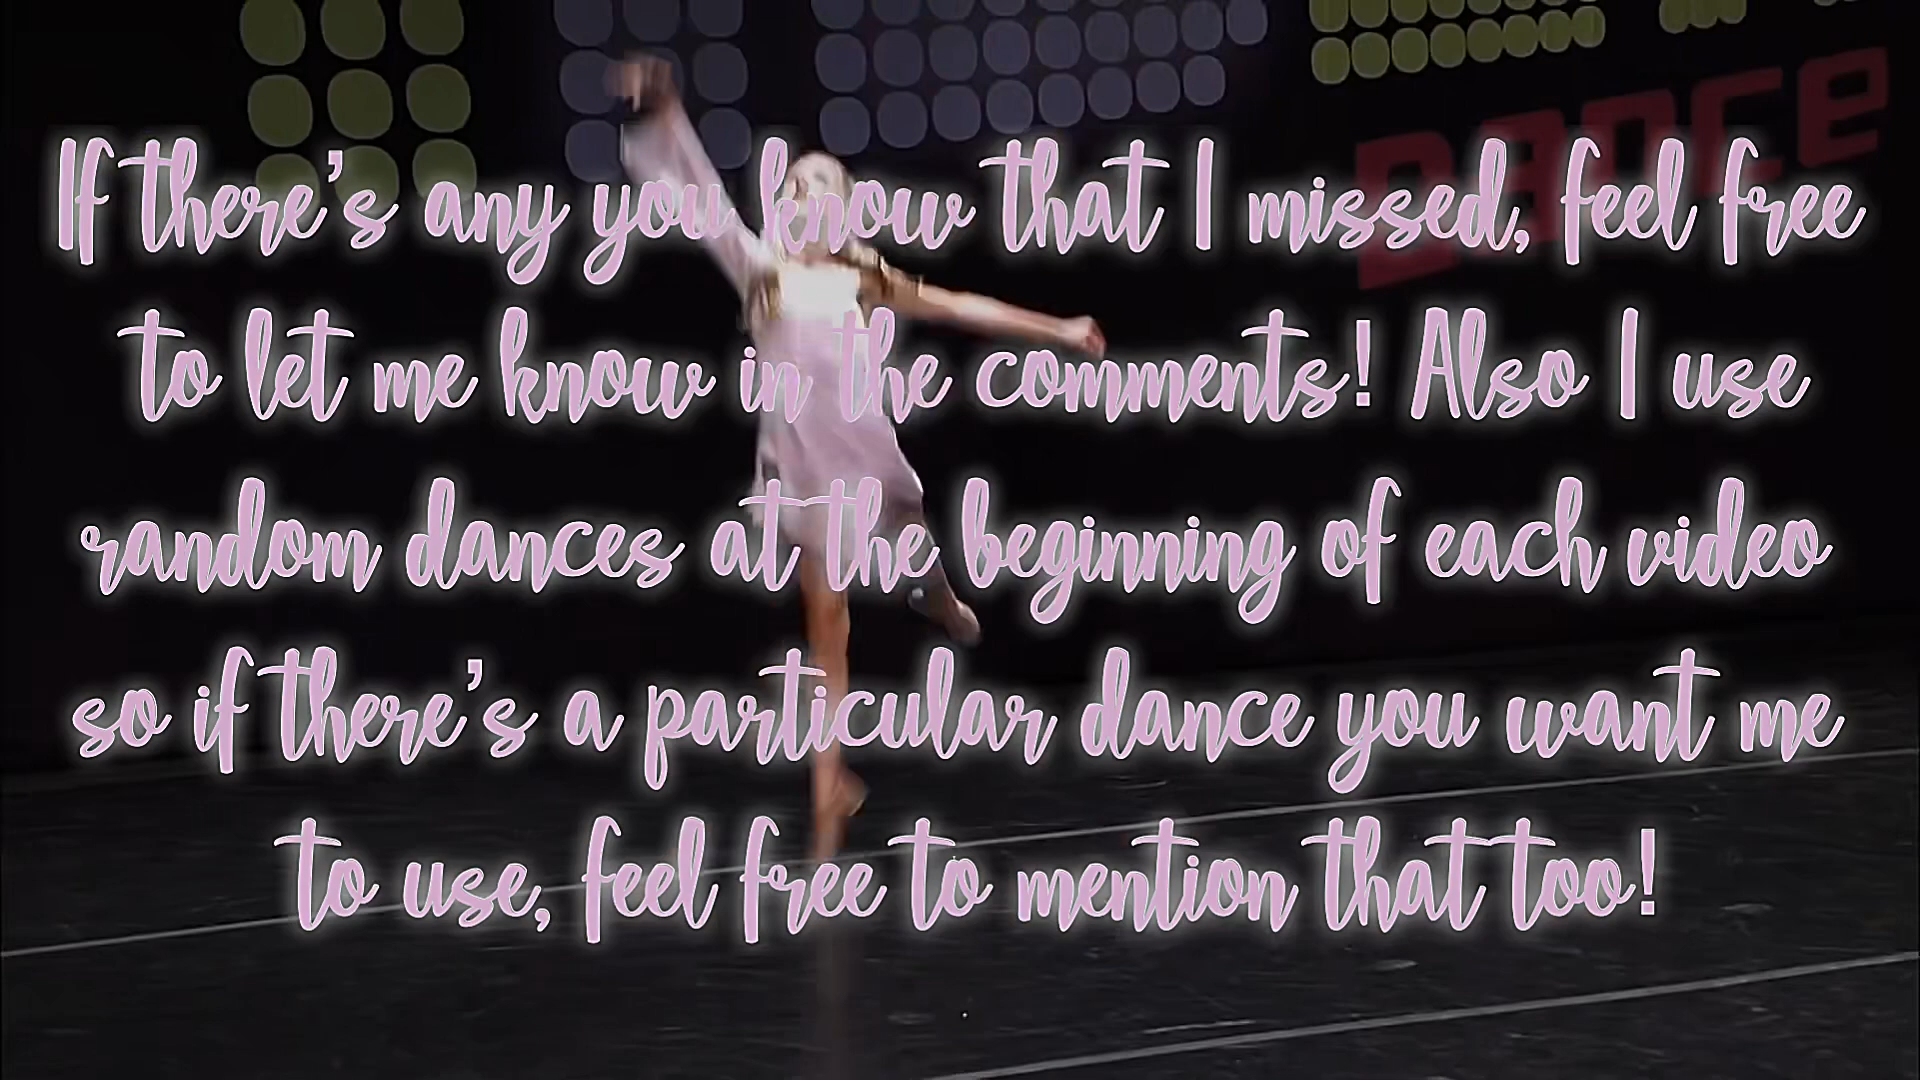 DANCE
If there's any you know that I missed, feel free
to let me know in the comments! Also I use
random dances at the beginning of each video
so if there's a particular dance you want me
to use, feel free to mention that too!